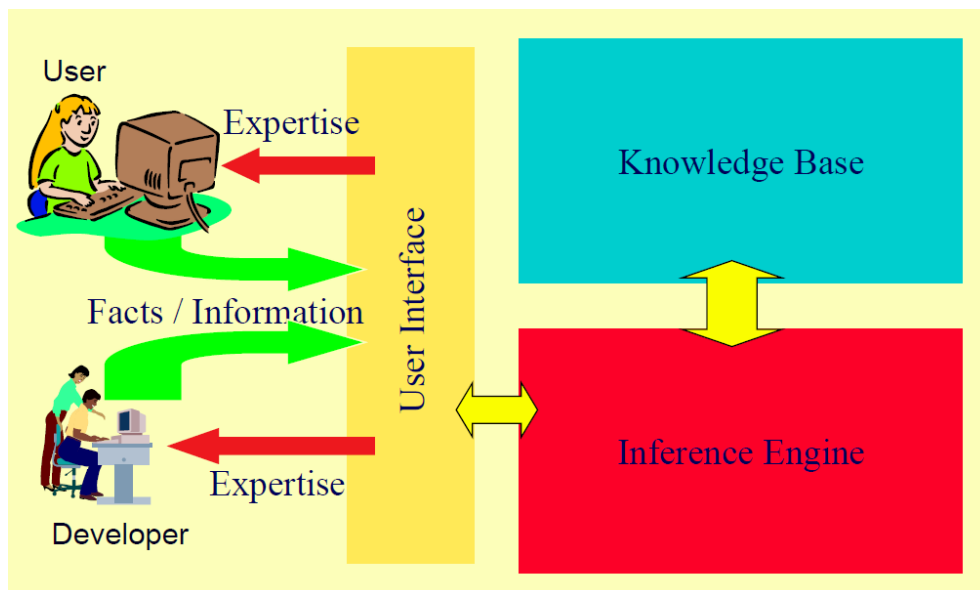 User
Expertise
Knowledge Base
User Interface
Facts / Information
Inference Engine
Expertise
Developer